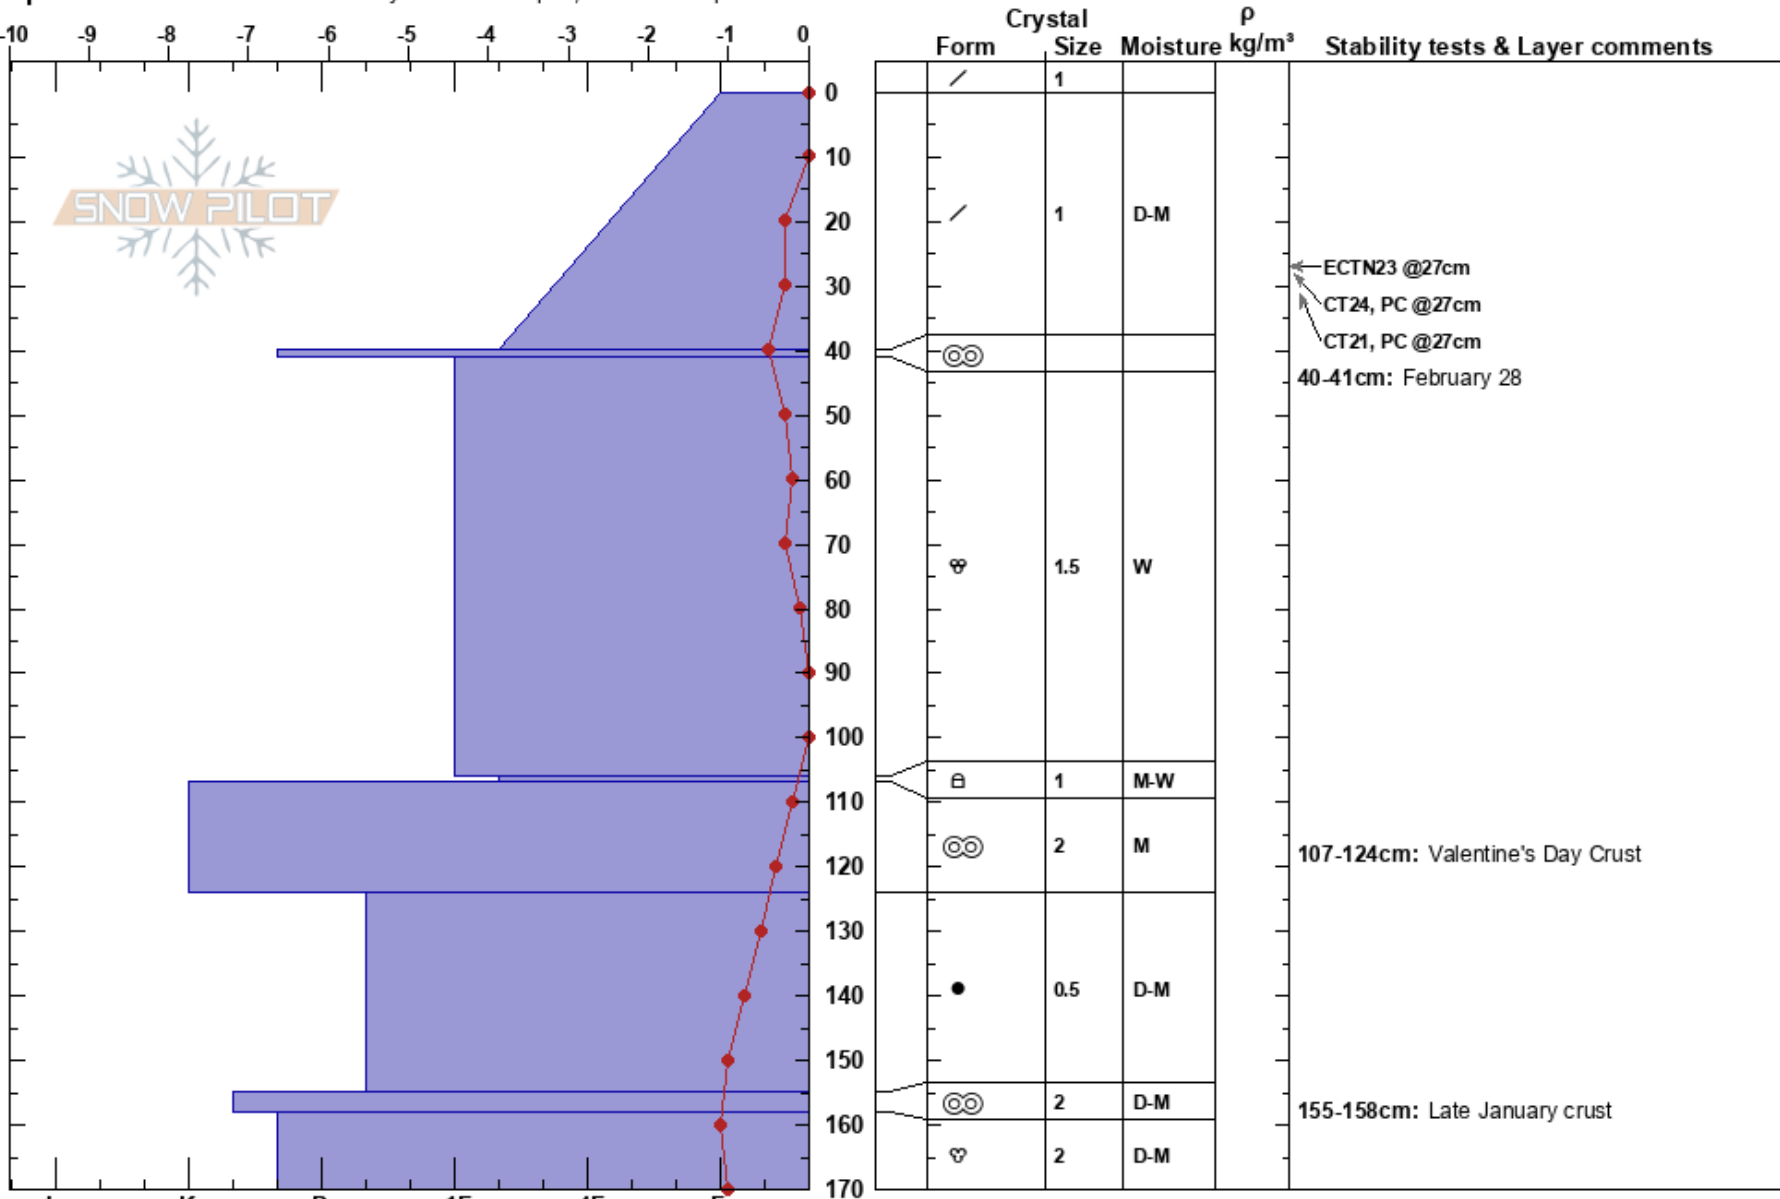 Crystal ρ
-10 -9 -8 -7 -6 -5 -4 -3 -2 -1 0 Form Size Moisture kg/m³ Stability tests & Layer comments
1
0
SNOW PILOT
10
20 1 D-M
ECTN23 @27cm
30
CT24, PC @27cm
CT21, PC @27cm
40
40-41cm: February 28
50
60
70 1.5 W
80
90
100
1 M-W
110
2 M 107-124cm: Valentine's Day Crust
120
130
140 0.5 D-M
150
2 D-M 155-158cm: Late January crust
160
2 D-M
170